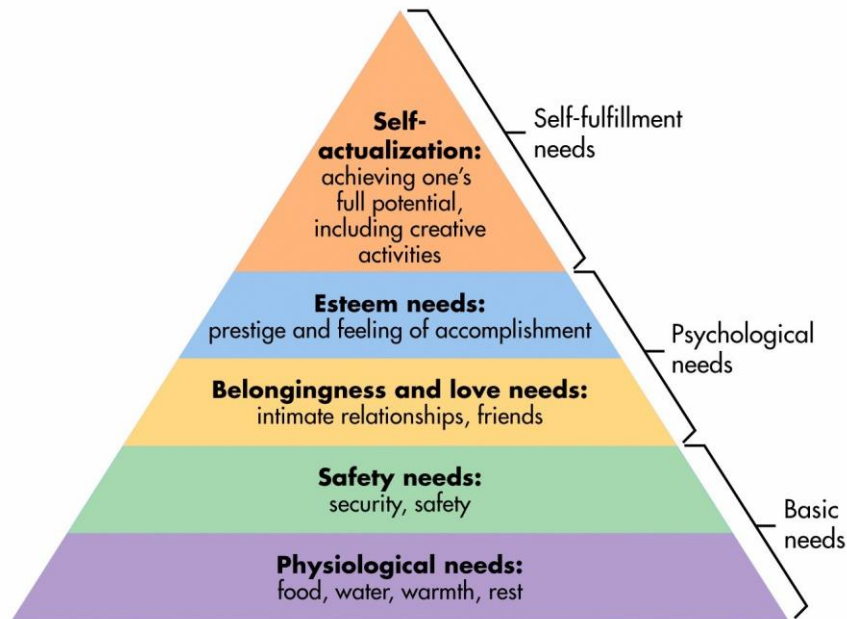 Self-
actualization:
achieving one's
full potential,
including creative
activities
Self-fulfillment
needs
Esteem needs:
prestige and feeling of accomplishment
Psychological
needs
Belongingness and love needs:
intimate relationships, friends
Safety needs:
security, safety
Basic
needs
Physiological needs:
food, water, warmth, rest